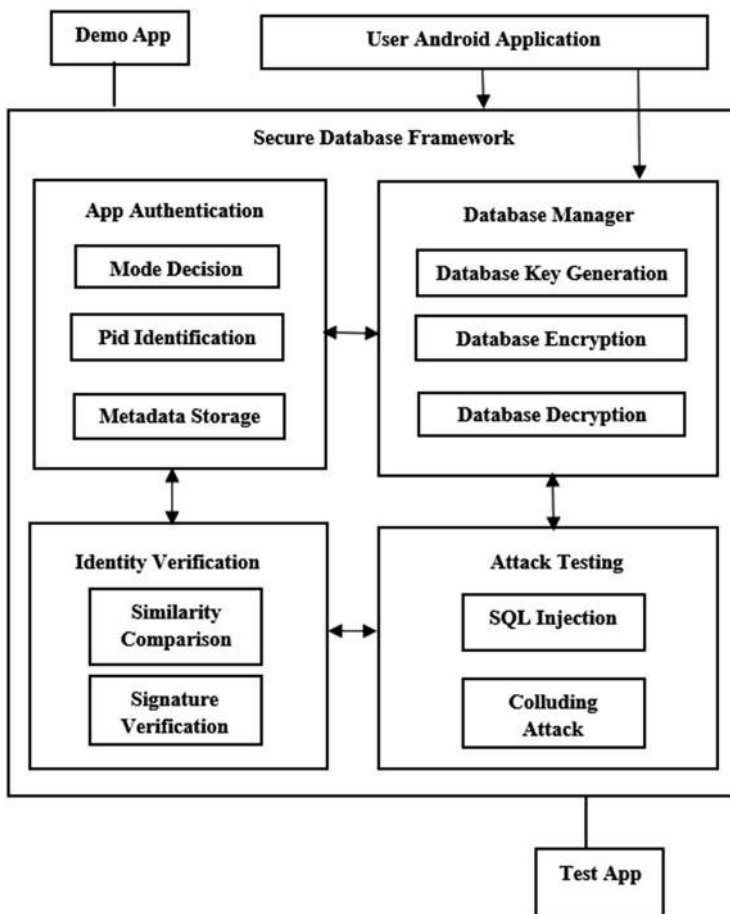 Demo App
User Android Application
Secure Database Framework
App Authentication
Mode Decision
Pid Identification
Metadata Storage
Database Manager
Database Key Generation
Database Encryption
Database Decryption
Identity Verification
Similarity
Comparison
Signature
Verification
Attack Testing
SQL Injection
Colluding
Attack
Test App